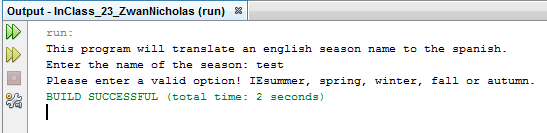 Output - InClass_23_ZwanNicholas (run)
run:
This program will translate an english season name to the spanish.
Enter the name of the season: test
Please enter a valid option! IEsummer, spring, winter, fall or autumn.
BUILD SUCCESSFUL (total time: 2 seconds)